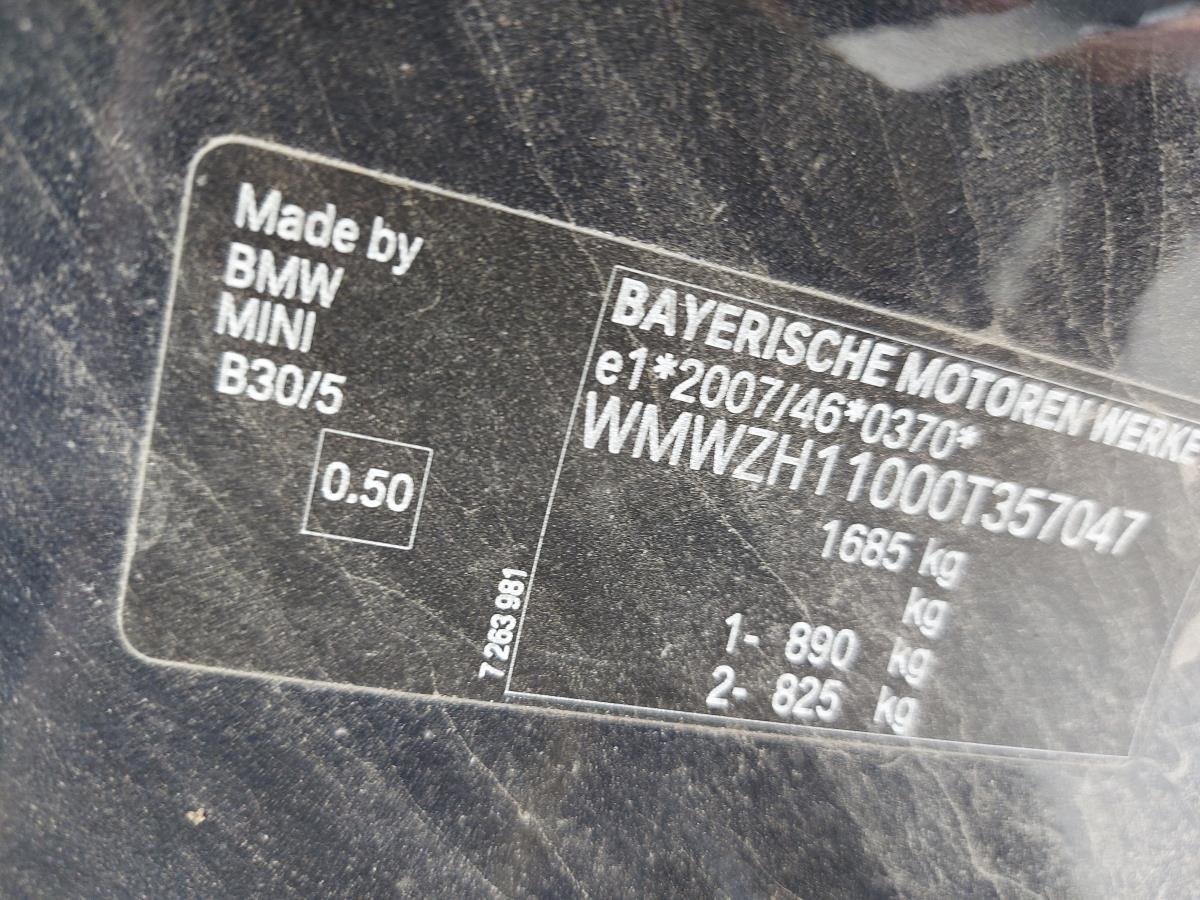 Made by
BMW
MINI
B30/5
0.50
7 263 981
BAYERISCHE MOTOREN WERKE
e1*2007/46*0370*
WMWZH11000T357047
1685 kg
kg
1- 890 kg
2- 825 kg